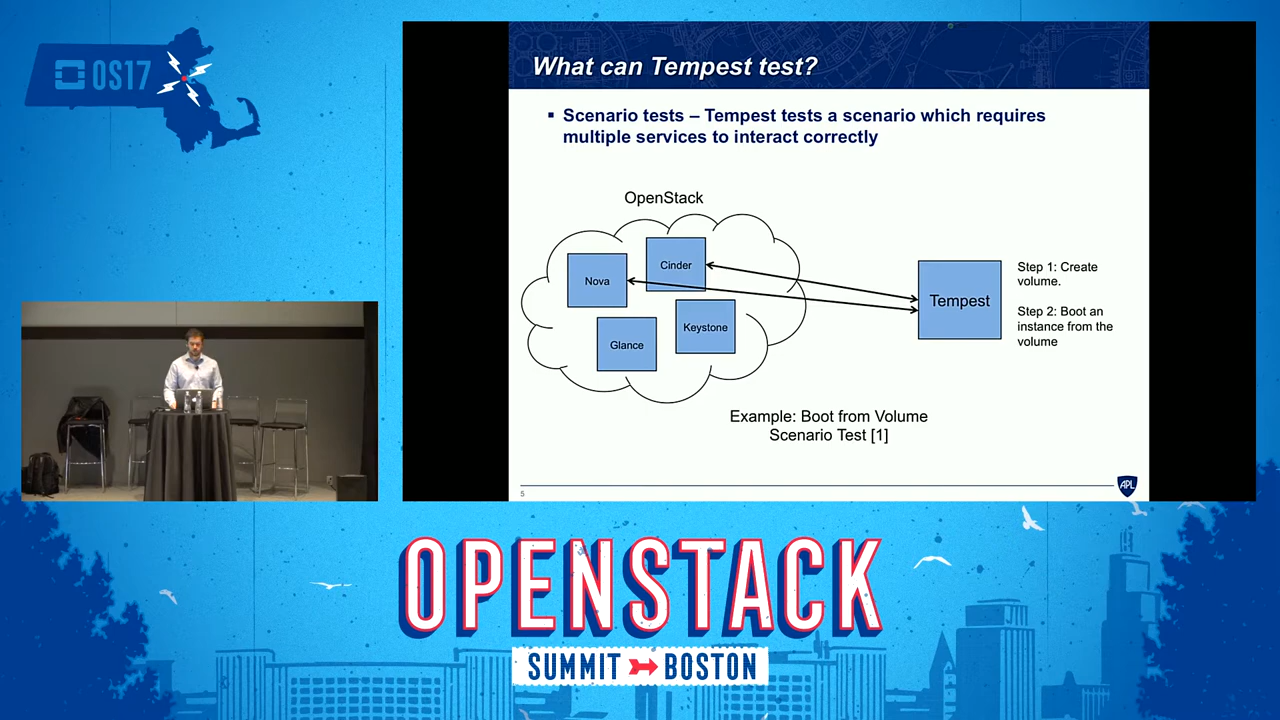 OS17
What can Tempest test?
▪ Scenario tests – Tempest tests a scenario which requires
multiple services to interact correctly
OpenStack
Cinder
Nova
Keystone
Glance
Tempest
Step 1: Create
volume.
Step 2: Boot an
instance from the
volume
Example: Boot from Volume
Scenario Test [1]
5
APL
OPENSTACK
SUMMIT BOSTON